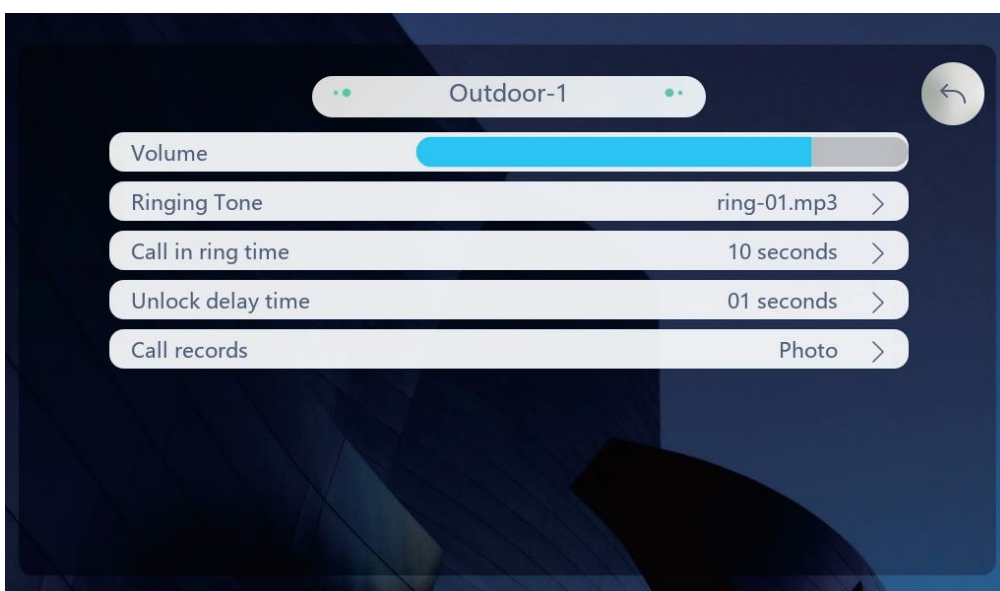 Outdoor-1
Volume
Ringing Tone ring-01.mp3
Call in ring time 10 seconds
Unlock delay time 01 seconds
Call records Photo